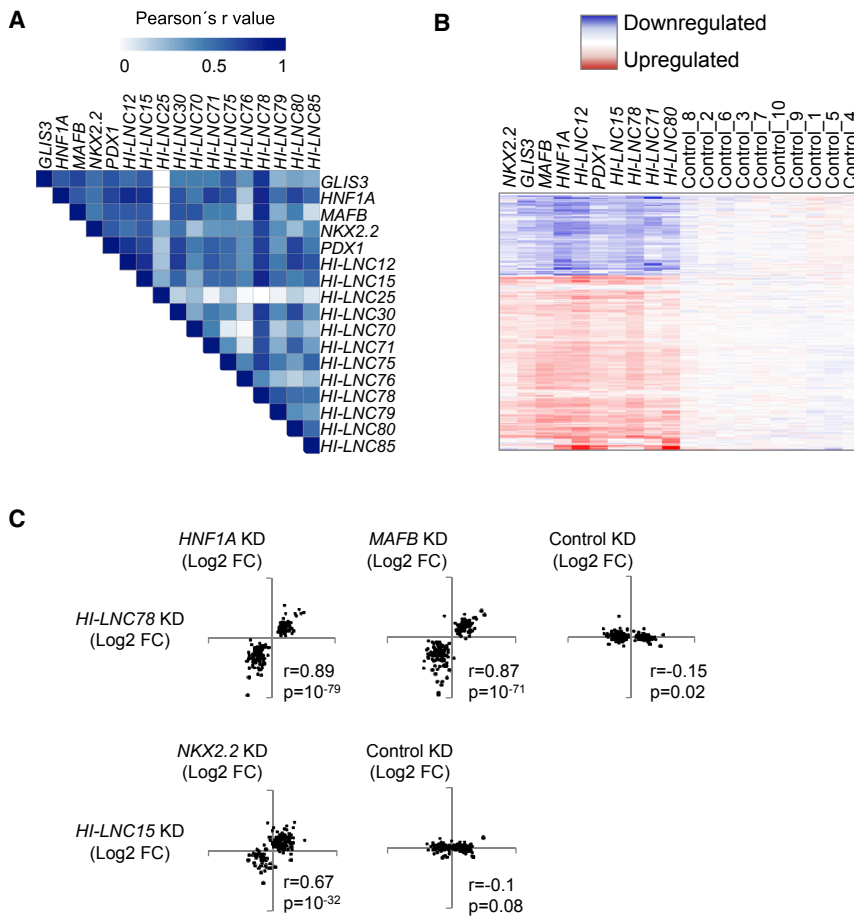 A
Pearson´s r value
0
0.5
1
GLIS3
HNF1A
MAFB
NKX2.2
PDX1
HI-LNC12
HI-LNC15
HI-LNC25
HI-LNC30
HI-LNC70
HI-LNC71
HI-LNC75
HI-LNC76
HI-LNC78
HI-LNC79
HI-LNC80
HI-LNC85
GLIS3
HNF1A
MAFB
NKX2.2
PDX1
HI-LNC12
HI-LNC15
HI-LNC25
HI-LNC30
HI-LNC70
HI-LNC71
HI-LNC75
HI-LNC76
HI-LNC78
HI-LNC79
HI-LNC80
HI-LNC85
B
Downregulated
Upregulated
NKX2.2
GLIS3
MAFB
HNF1A
HI-LNC12
PDX1
HI-LNC15
HI-LNC78
HI-LNC71
HI-LNC80
Control_8
Control_2
Control_6
Control_3
Control_7
Control_10
Control_9
Control_1
Control_5
Control_4
C
HNF1A KD
(Log2 FC)
MAFB KD
(Log2 FC)
Control KD
(Log2 FC)
HI-LNC78 KD
(Log2 FC)
r=0.89
p=10-79
r=0.87
p=10-71
r=-0.15
p=0.02
NKX2.2 KD
(Log2 FC)
Control KD
(Log2 FC)
HI-LNC15 KD
(Log2 FC)
r=0.67
p=10-32
r=-0.1
p=0.08